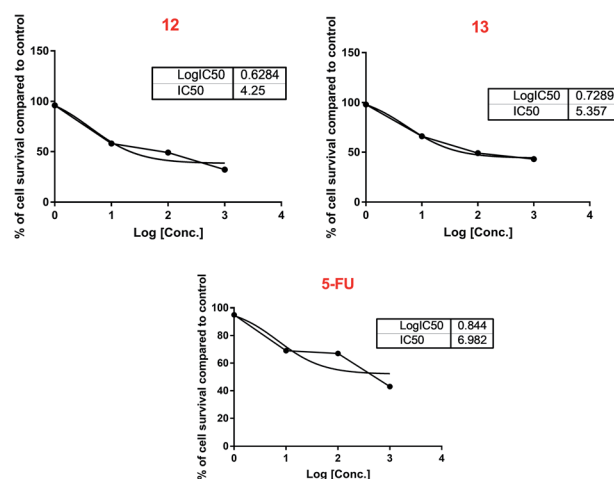 12
% of cell survival compared to control
150
100
50
0
0 1 2 3 4
Log [Conc.]
LogIC50 0.6284
IC50 4.25
13
% of cell survival compared to control
150
100
50
0
0 1 2 3 4
Log [Conc.]
LogIC50 0.7289
IC50 5.357
5-FU
% of cell survival compared to control
100
80
60
40
20
0
0 1 2 3 4
Log [Conc.]
LogIC50 0.844
IC50 6.982